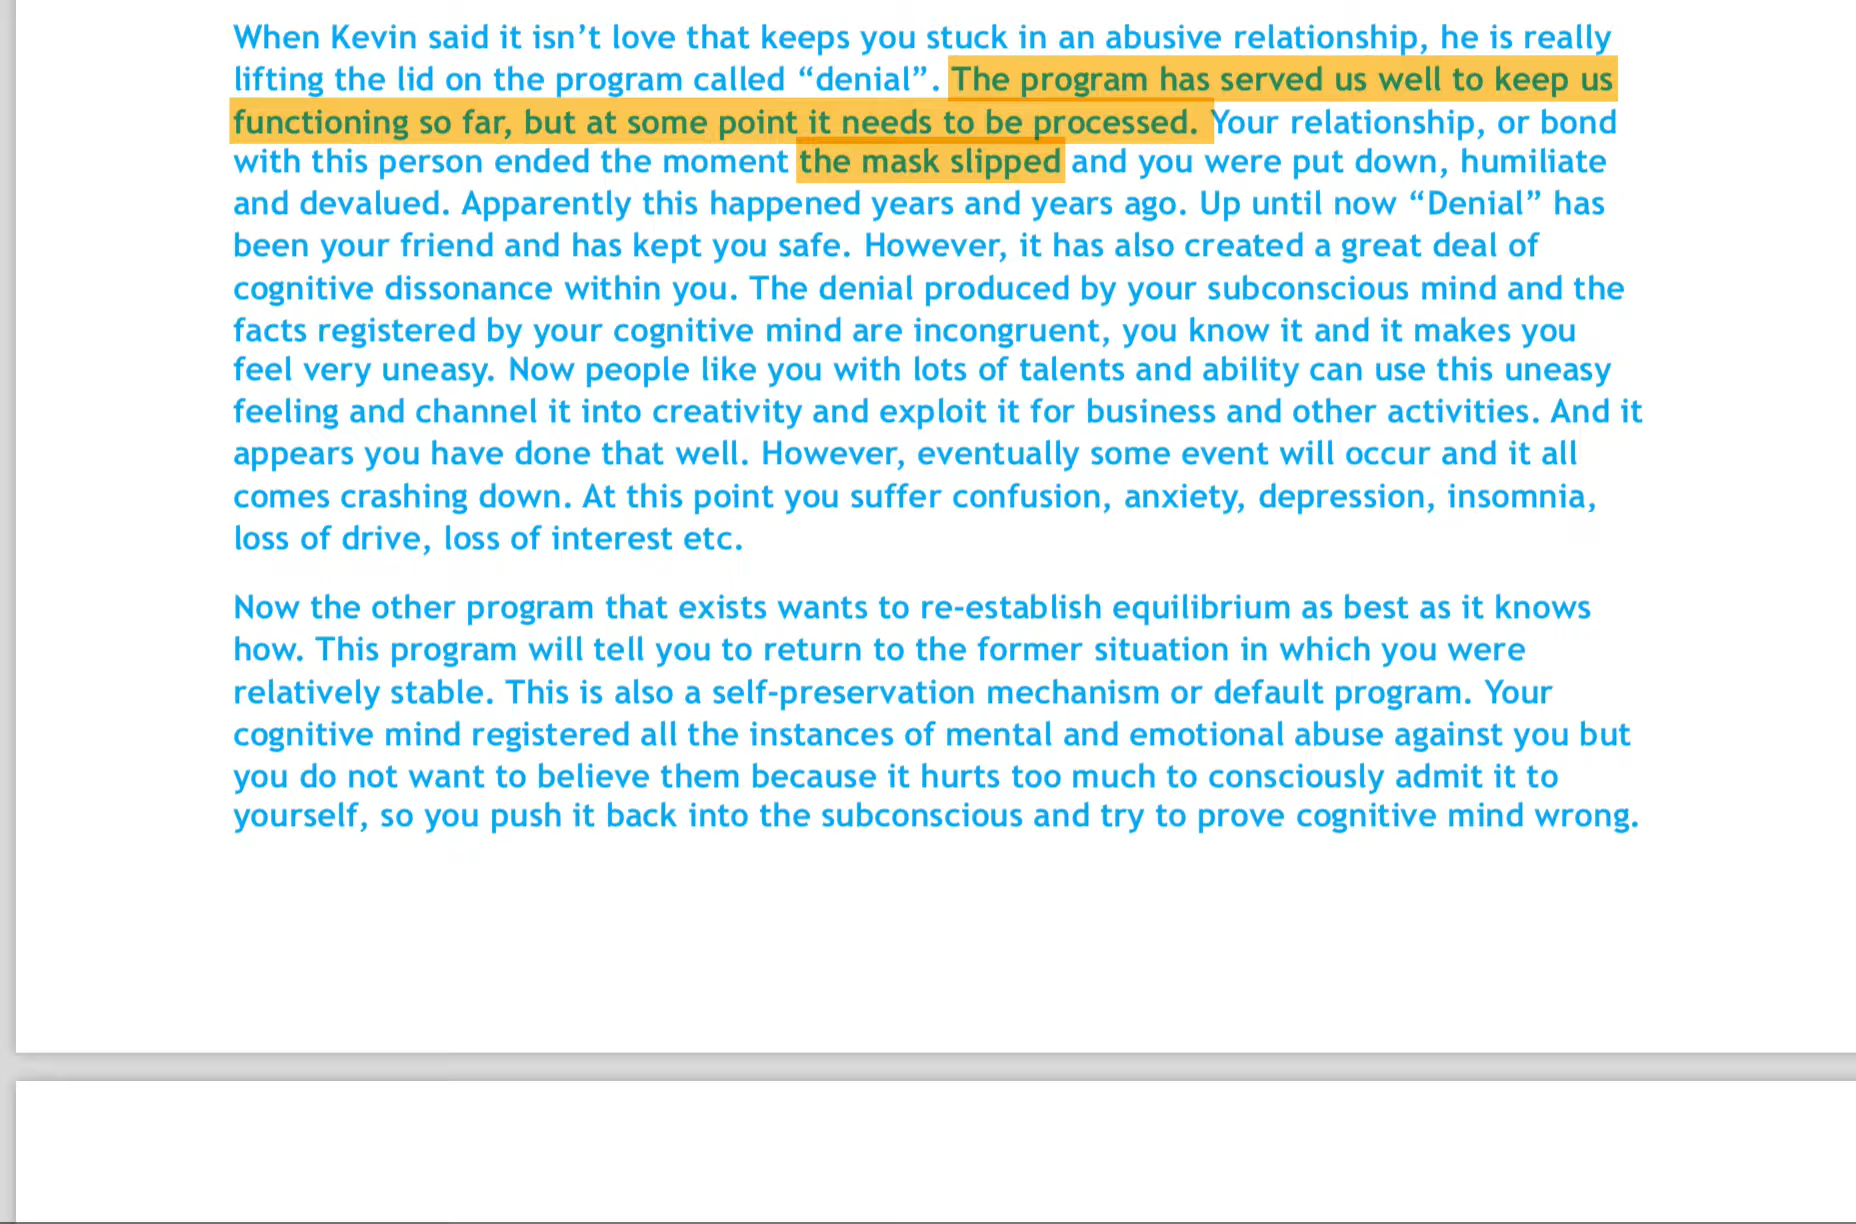 When Kevin said it isn’t love that keeps you stuck in an abusive relationship, he is really
lifting the lid on the program called “denial”. The program has served us well to keep us
functioning so far, but at some point it needs to be processed. Your relationship, or bond
with this person ended the moment the mask slipped and you were put down, humiliate
and devalued. Apparently this happened years and years ago. Up until now “Denial” has
been your friend and has kept you safe. However, it has also created a great deal of
cognitive dissonance within you. The denial produced by your subconscious mind and the
facts registered by your cognitive mind are incongruent, you know it and it makes you
feel very uneasy. Now people like you with lots of talents and ability can use this uneasy
feeling and channel it into creativity and exploit it for business and other activities. And it
appears you have done that well. However, eventually some event will occur and it all
comes crashing down. At this point you suffer confusion, anxiety, depression, insomnia,
loss of drive, loss of interest etc.
Now the other program that exists wants to re-establish equilibrium as best as it knows
how. This program will tell you to return to the former situation in which you were
relatively stable. This is also a self-preservation mechanism or default program. Your
cognitive mind registered all the instances of mental and emotional abuse against you but
you do not want to believe them because it hurts too much to consciously admit it to
yourself, so you push it back into the subconscious and try to prove cognitive mind wrong.